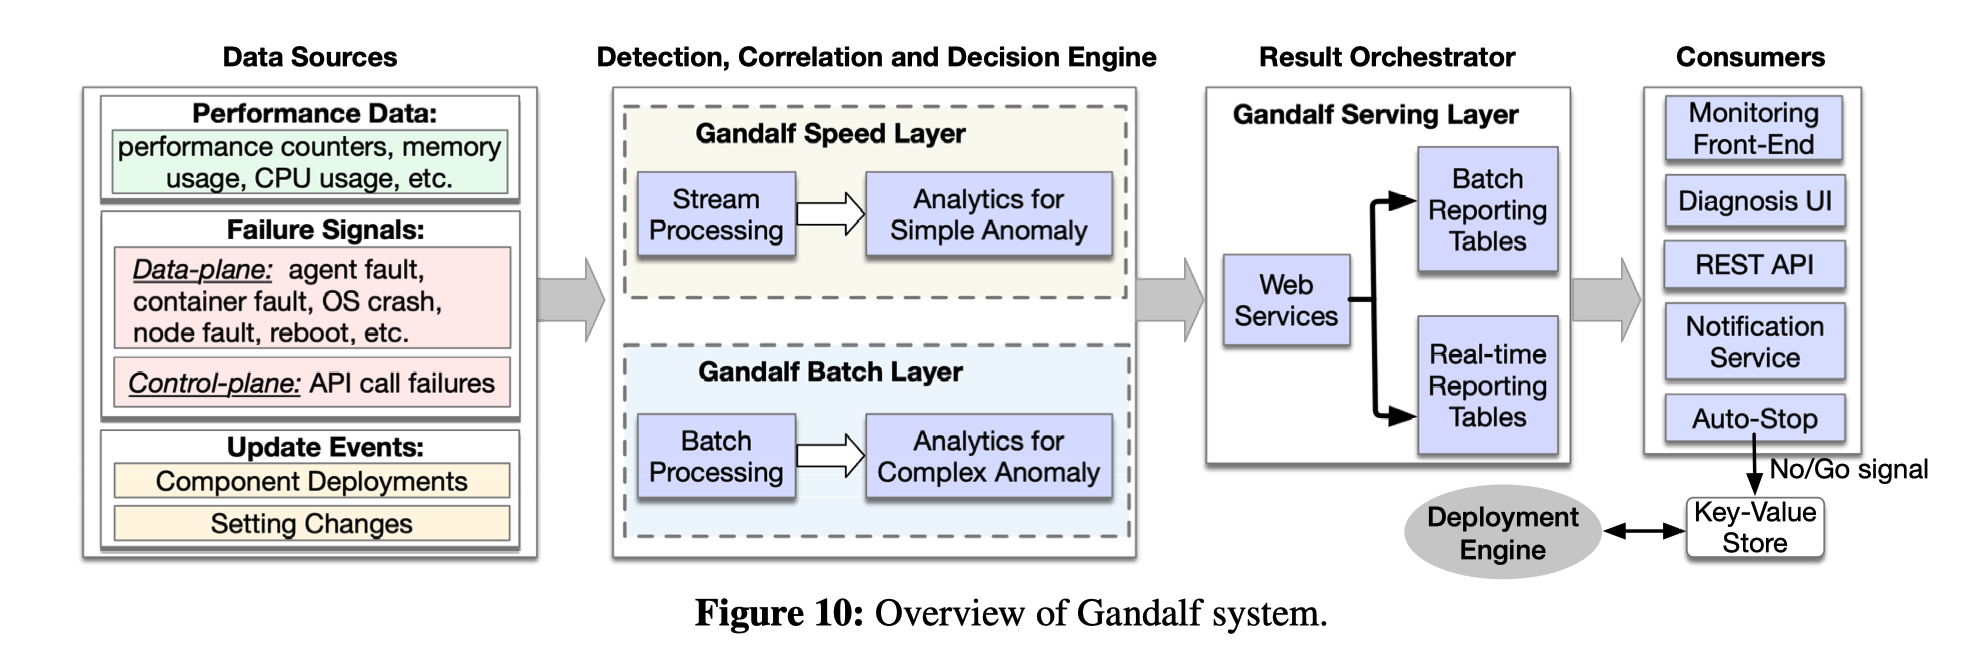 Data Sources
Performance Data:
performance counters, memory
usage, CPU usage, etc.
Failure Signals:
Data-plane: agent fault,
container fault, OS crash,
node fault, reboot, etc.
Control-plane: API call failures
Update Events:
Component Deployments
Setting Changes
Detection, Correlation and Decision Engine
Gandalf Speed Layer
Stream
Processing
Analytics for
Simple Anomaly
Gandalf Batch Layer
Batch
Processing
Analytics for
Complex Anomaly
Result Orchestrator
Gandalf Serving Layer
Web
Services
Batch
Reporting
Tables
Real-time
Reporting
Tables
Consumers
Monitoring
Front-End
Diagnosis UI
REST API
Notification
Service
Auto-Stop
No/Go signal
Key-Value
Store
Deployment
Engine
Figure 10: Overview of Gandalf system.